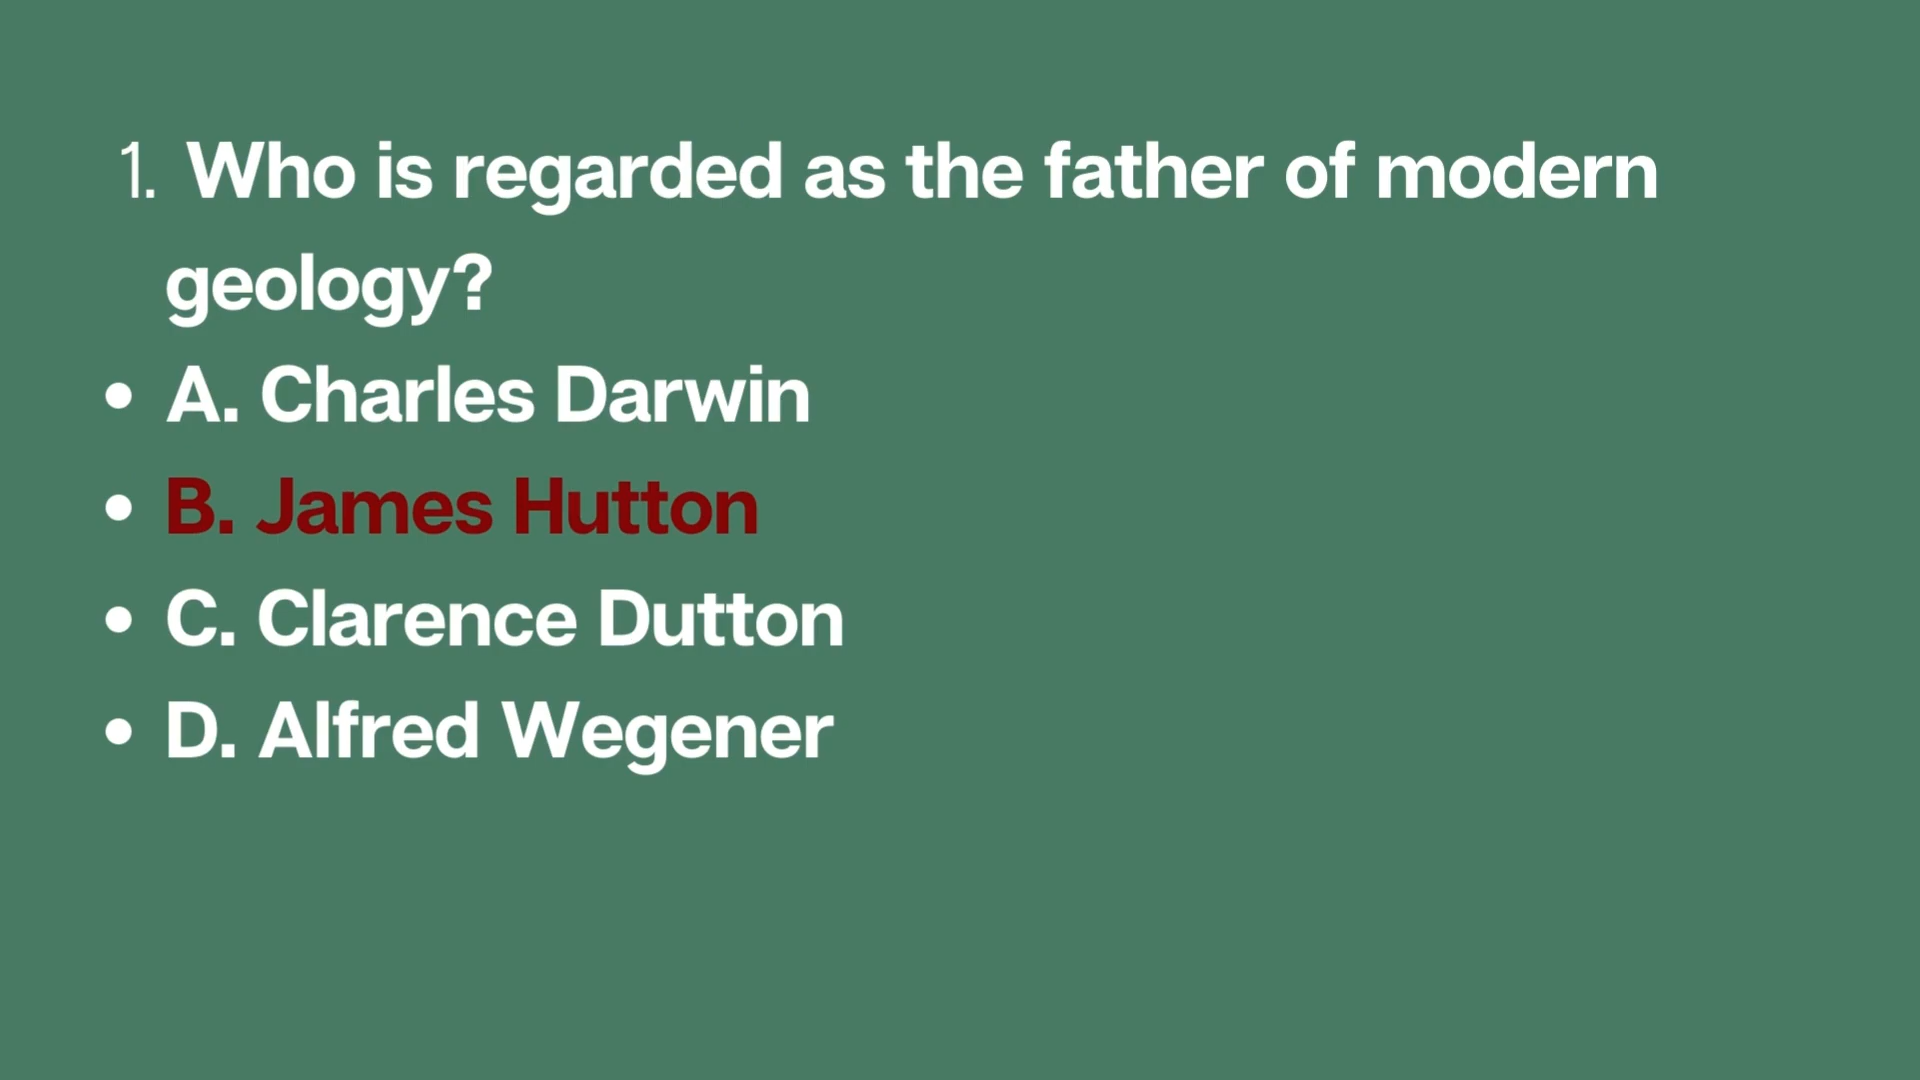 1. Who is regarded as the father of modern
geology?
• A. Charles Darwin
• B. James Hutton
• C. Clarence Dutton
• D. Alfred Wegener